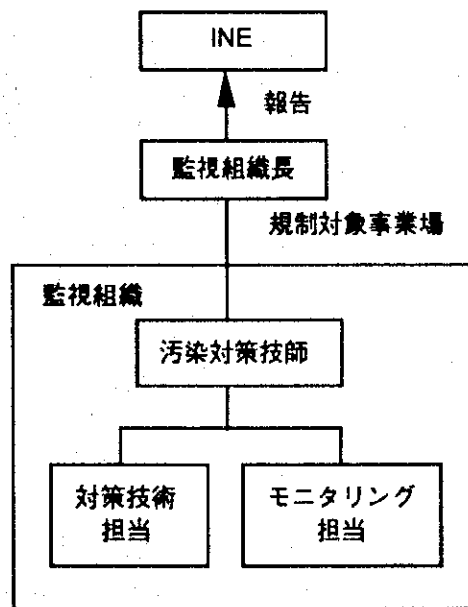 INE
報告
監視組織長
規制対象事業場
監視組織
汚染対策技師
対策技術
担当
モニタリング
担当